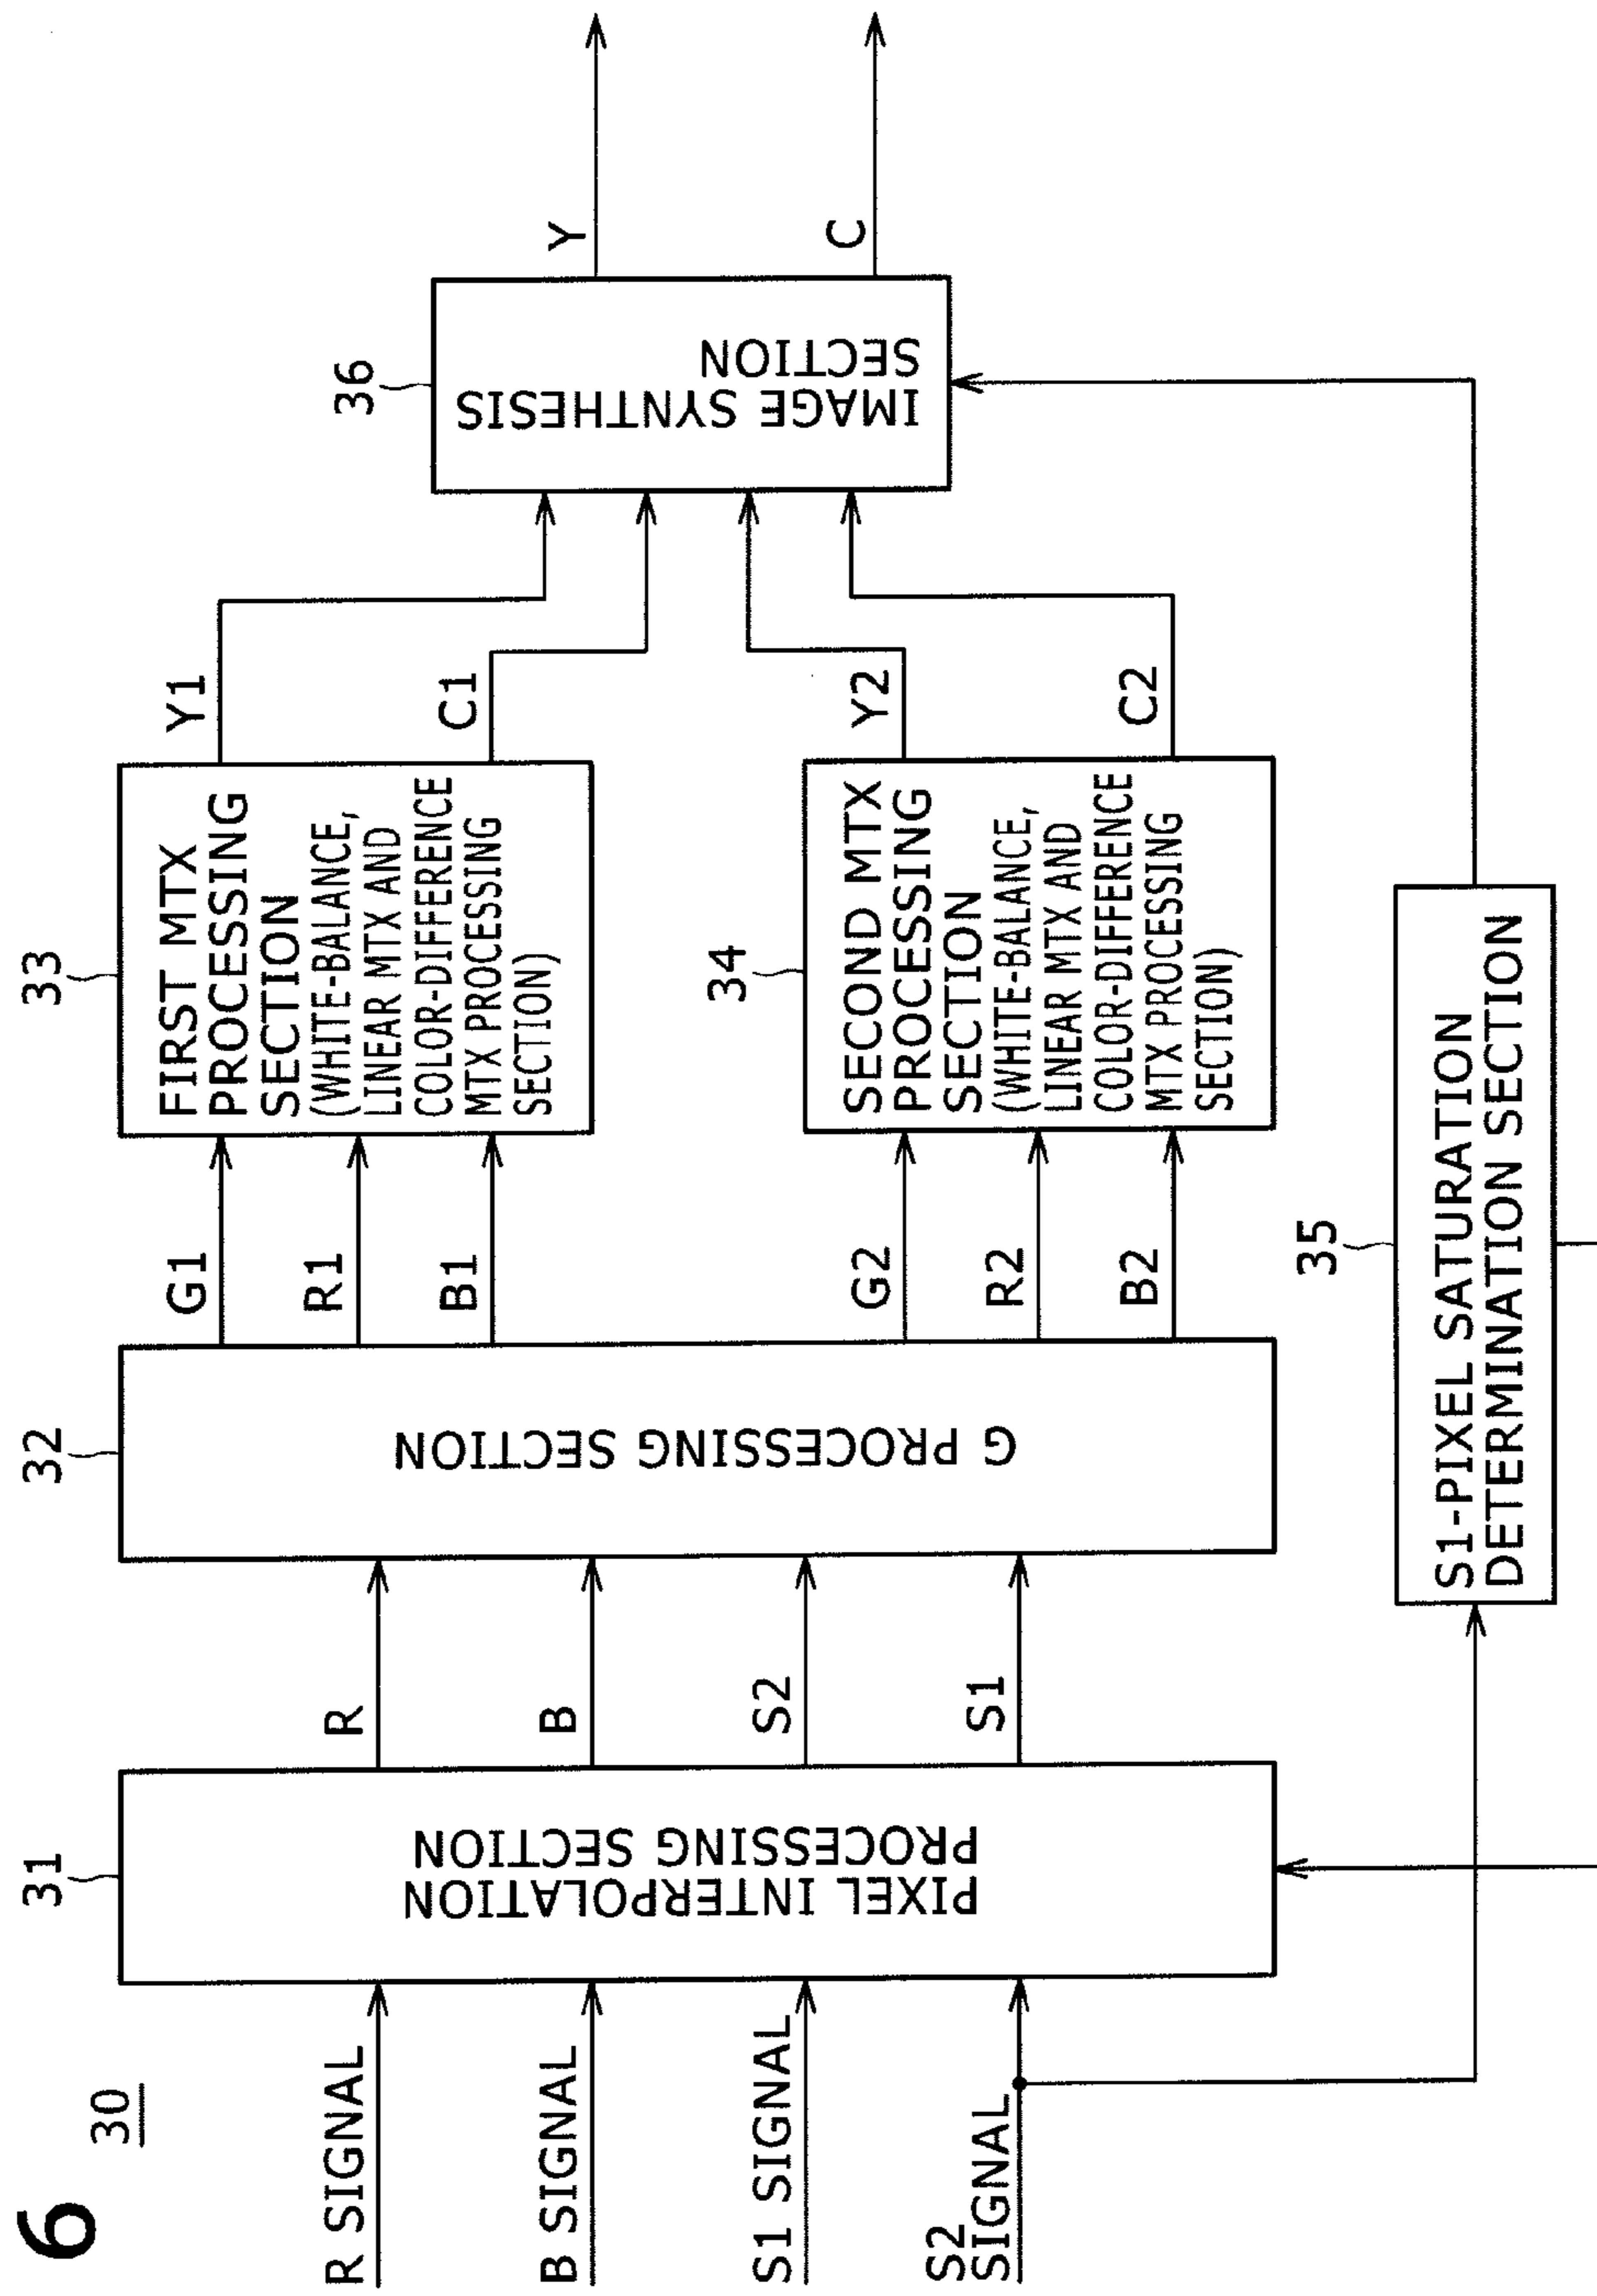 6
30
R SIGNAL
B SIGNAL
S1 SIGNAL
S2
SIGNAL
31
PIXEL INTERPOLATION
PROCESSING SECTION
R
B
S2
S1
32
G PROCESSING SECTION
G1
R1
B1
G2
R2
B2
33
FIRST MTX
PROCESSING
SECTION
(WHITE-BALANCE,
LINEAR MTX AND
COLOR-DIFFERENCE
MTX PROCESSING
SECTION)
34
SECOND MTX
PROCESSING
SECTION
(WHITE-BALANCE,
LINEAR MTX AND
COLOR-DIFFERENCE
MTX PROCESSING
SECTION)
35
S1-PIXEL SATURATION
DETERMINATION SECTION
Y1
C1
Y2
C2
36
IMAGE SYNTHESIS
SECTION
Y
C